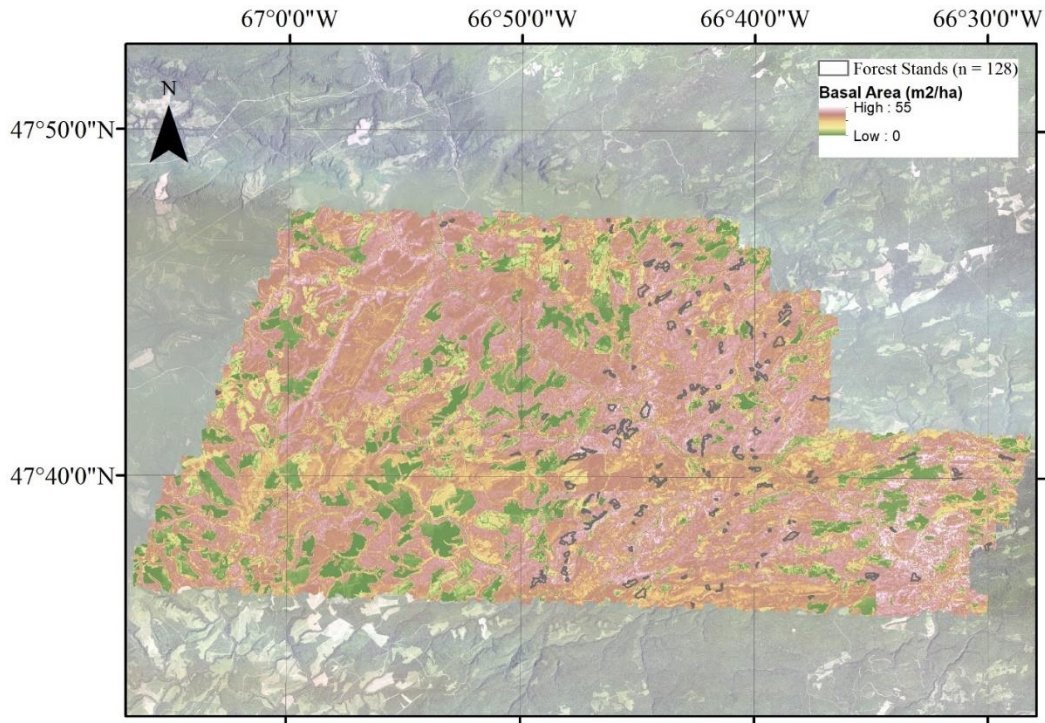 67°0'0"W 66°50'0"W 66°40'0"W 66°30'0"W
N
47°50'0"N
47°40'0"N
Forest Stands (n = 128)
Basal Area (m2/ha)
High : 55
Low : 0